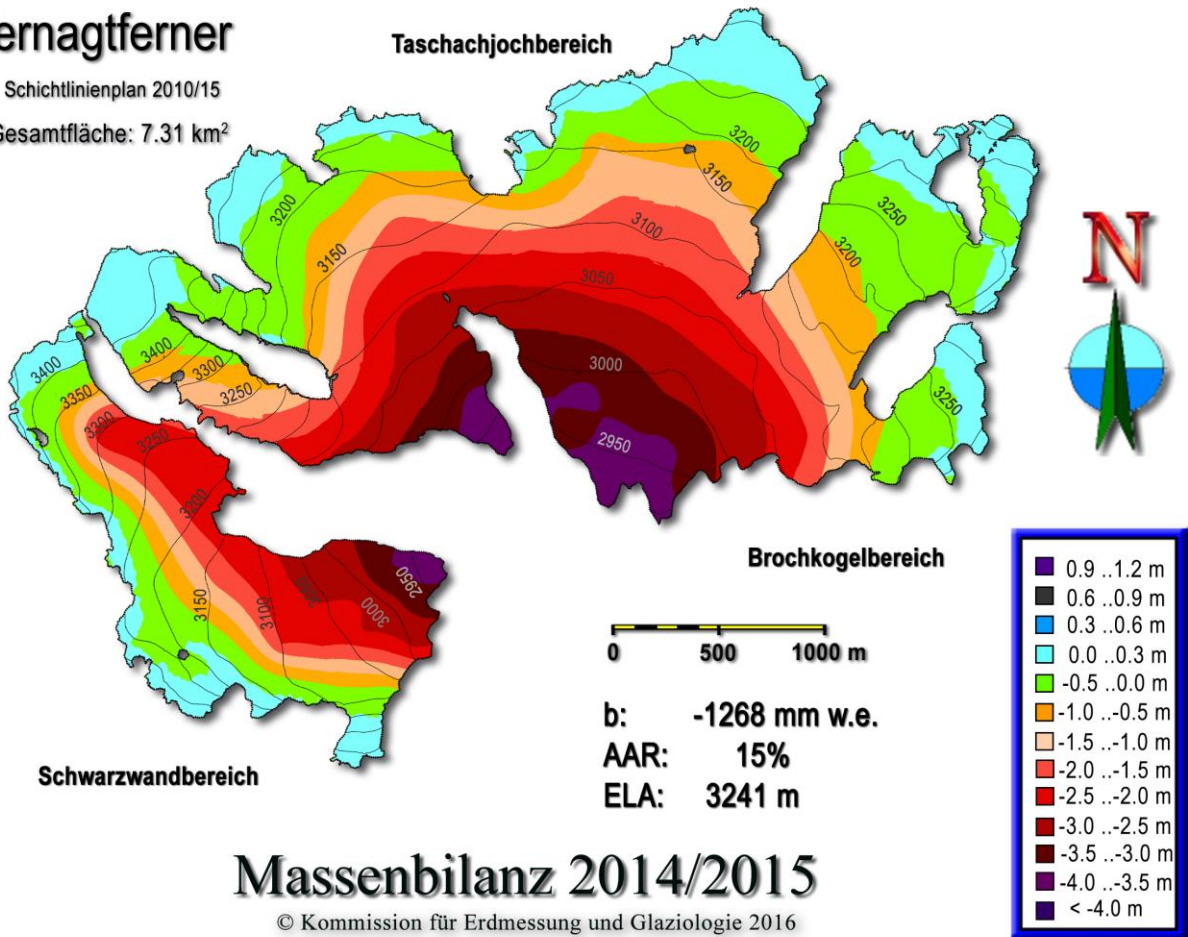 ernagtferner
Schichtlinienplan 2010/15
Gesamtfläche: 7.31 km²
Taschachjochbereich
3200
3150
3200
3150
3100
3050
3250
3200
3400
3300
3250
3000
3250
3400
3350
3300
3250
2950
3200
3150
3100
3000
2950
N
Brochkogelbereich
0 500 1000 m
b: -1268 mm w.e.
AAR: 15%
ELA: 3241 m
Schwarzwandbereich
0.9 ..1.2 m
0.6 ..0.9 m
0.3 ..0.6 m
0.0 ..0.3 m
-0.5 ..0.0 m
-1.0 ..-0.5 m
-1.5 ..-1.0 m
-2.0 ..-1.5 m
-2.5 ..-2.0 m
-3.0 ..-2.5 m
-3.5 ..-3.0 m
-4.0 ..-3.5 m
< -4.0 m
Massenbilanz 2014/2015
© Kommission für Erdmessung und Glaziologie 2016